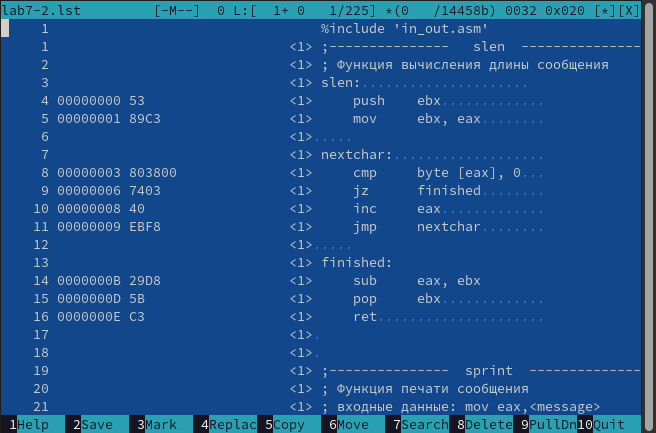 lab7-2.lst [-M--] 0 L:[ 1+ 0 1/225] *(0 /14458b) 0032 0x020 [*][X]
1 %include 'in_out.asm'
1 <1> ;--------------- slen ---------------
2 <1> ; Функция вычисления длины сообщения
3 <1> slen:.....................
4 00000000 53 <1> push ebx.............
5 00000001 89C3 <1> mov ebx, eax........
6 <1>.....
7 <1> nextchar:...................
8 00000003 803800 <1> cmp byte [eax], 0...
9 00000006 7403 <1> jz finished........
10 00000008 40 <1> inc eax.............
11 00000009 EBF8 <1> jmp nextchar........
12 <1>.....
13 <1> finished:
14 0000000B 29D8 <1> sub eax, ebx
15 0000000D 5B <1> pop ebx.............
16 0000000E C3 <1> ret.....................
17 <1>.
18 <1>.
19 <1> ;--------------- sprint ---------------
20 <1> ; Функция печати сообщения
21 <1> ; входные данные: mov eax,<message>
1Help 2Save 3Mark 4Replac 5Copy 6Move 7Search 8Delete 9PullDn 10Quit